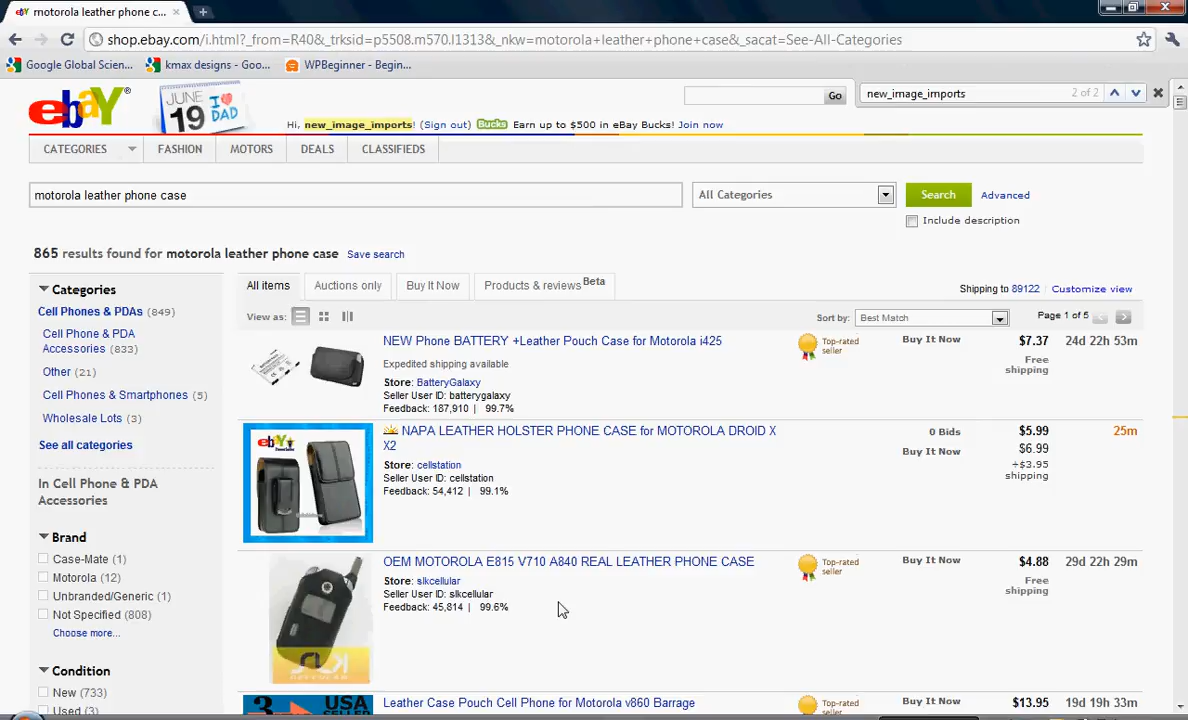 motorola leather phone c...
shop.ebay.com/i.html?_from=R40&_trksid=p5508.m570.l1313&_nkw=motorola+leather+phone+case&_sacat=See-All-Categories
Google Global Scien... kmax designs - Goo... WPBeginner - Begin...
new_image_imports 2 of 2
ebay®
JUNE 19 I ♥ DAD
Go
Hi, new_image_imports! (Sign out) Bucks Earn up to $500 in eBay Bucks! Join now
CATEGORIES FASHION MOTORS DEALS CLASSIFIEDS
motorola leather phone case All Categories Search Advanced
Include description
865 results found for motorola leather phone case Save search
Categories
Cell Phones & PDAs (849)
Cell Phone & PDA
Accessories (833)
Other (21)
Cell Phones & Smartphones (5)
Wholesale Lots (3)
See all categories
In Cell Phone & PDA
Accessories
Brand
Case-Mate (1)
Motorola (12)
Unbranded/Generic (1)
Not Specified (808)
Choose more...
Condition
New (733)
Used (3)
All items Auctions only Buy It Now Products & reviews Beta
Shipping to 89122 Customize view
View as: Sort by: Best Match Page 1 of 5
NEW Phone BATTERY +Leather Pouch Case for Motorola i425
Expedited shipping available
Store: BatteryGalaxy
Seller User ID: batterygalaxy
Feedback: 187,910 | 99.7%
Top-rated
seller
Buy It Now $7.37 24d 22h 53m
Free
shipping
ebay
NAPA LEATHER HOLSTER PHONE CASE for MOTOROLA DROID X
X2
Store: cellstation
Seller User ID: cellstation
Feedback: 54,412 | 99.1%
0 Bids $5.99 25m
Buy It Now $6.99
+$3.95
shipping
OEM MOTOROLA E815 V710 A840 REAL LEATHER PHONE CASE
Store: slkcellular
Seller User ID: slkcellular
Feedback: 45,814 | 99.6%
Top-rated
seller
Buy It Now $4.88 29d 22h 29m
Free
shipping
3 USA
Leather Case Pouch Cell Phone for Motorola v860 Barrage
Top-rated
seller
Buy It Now $13.95 19d 19h 33m